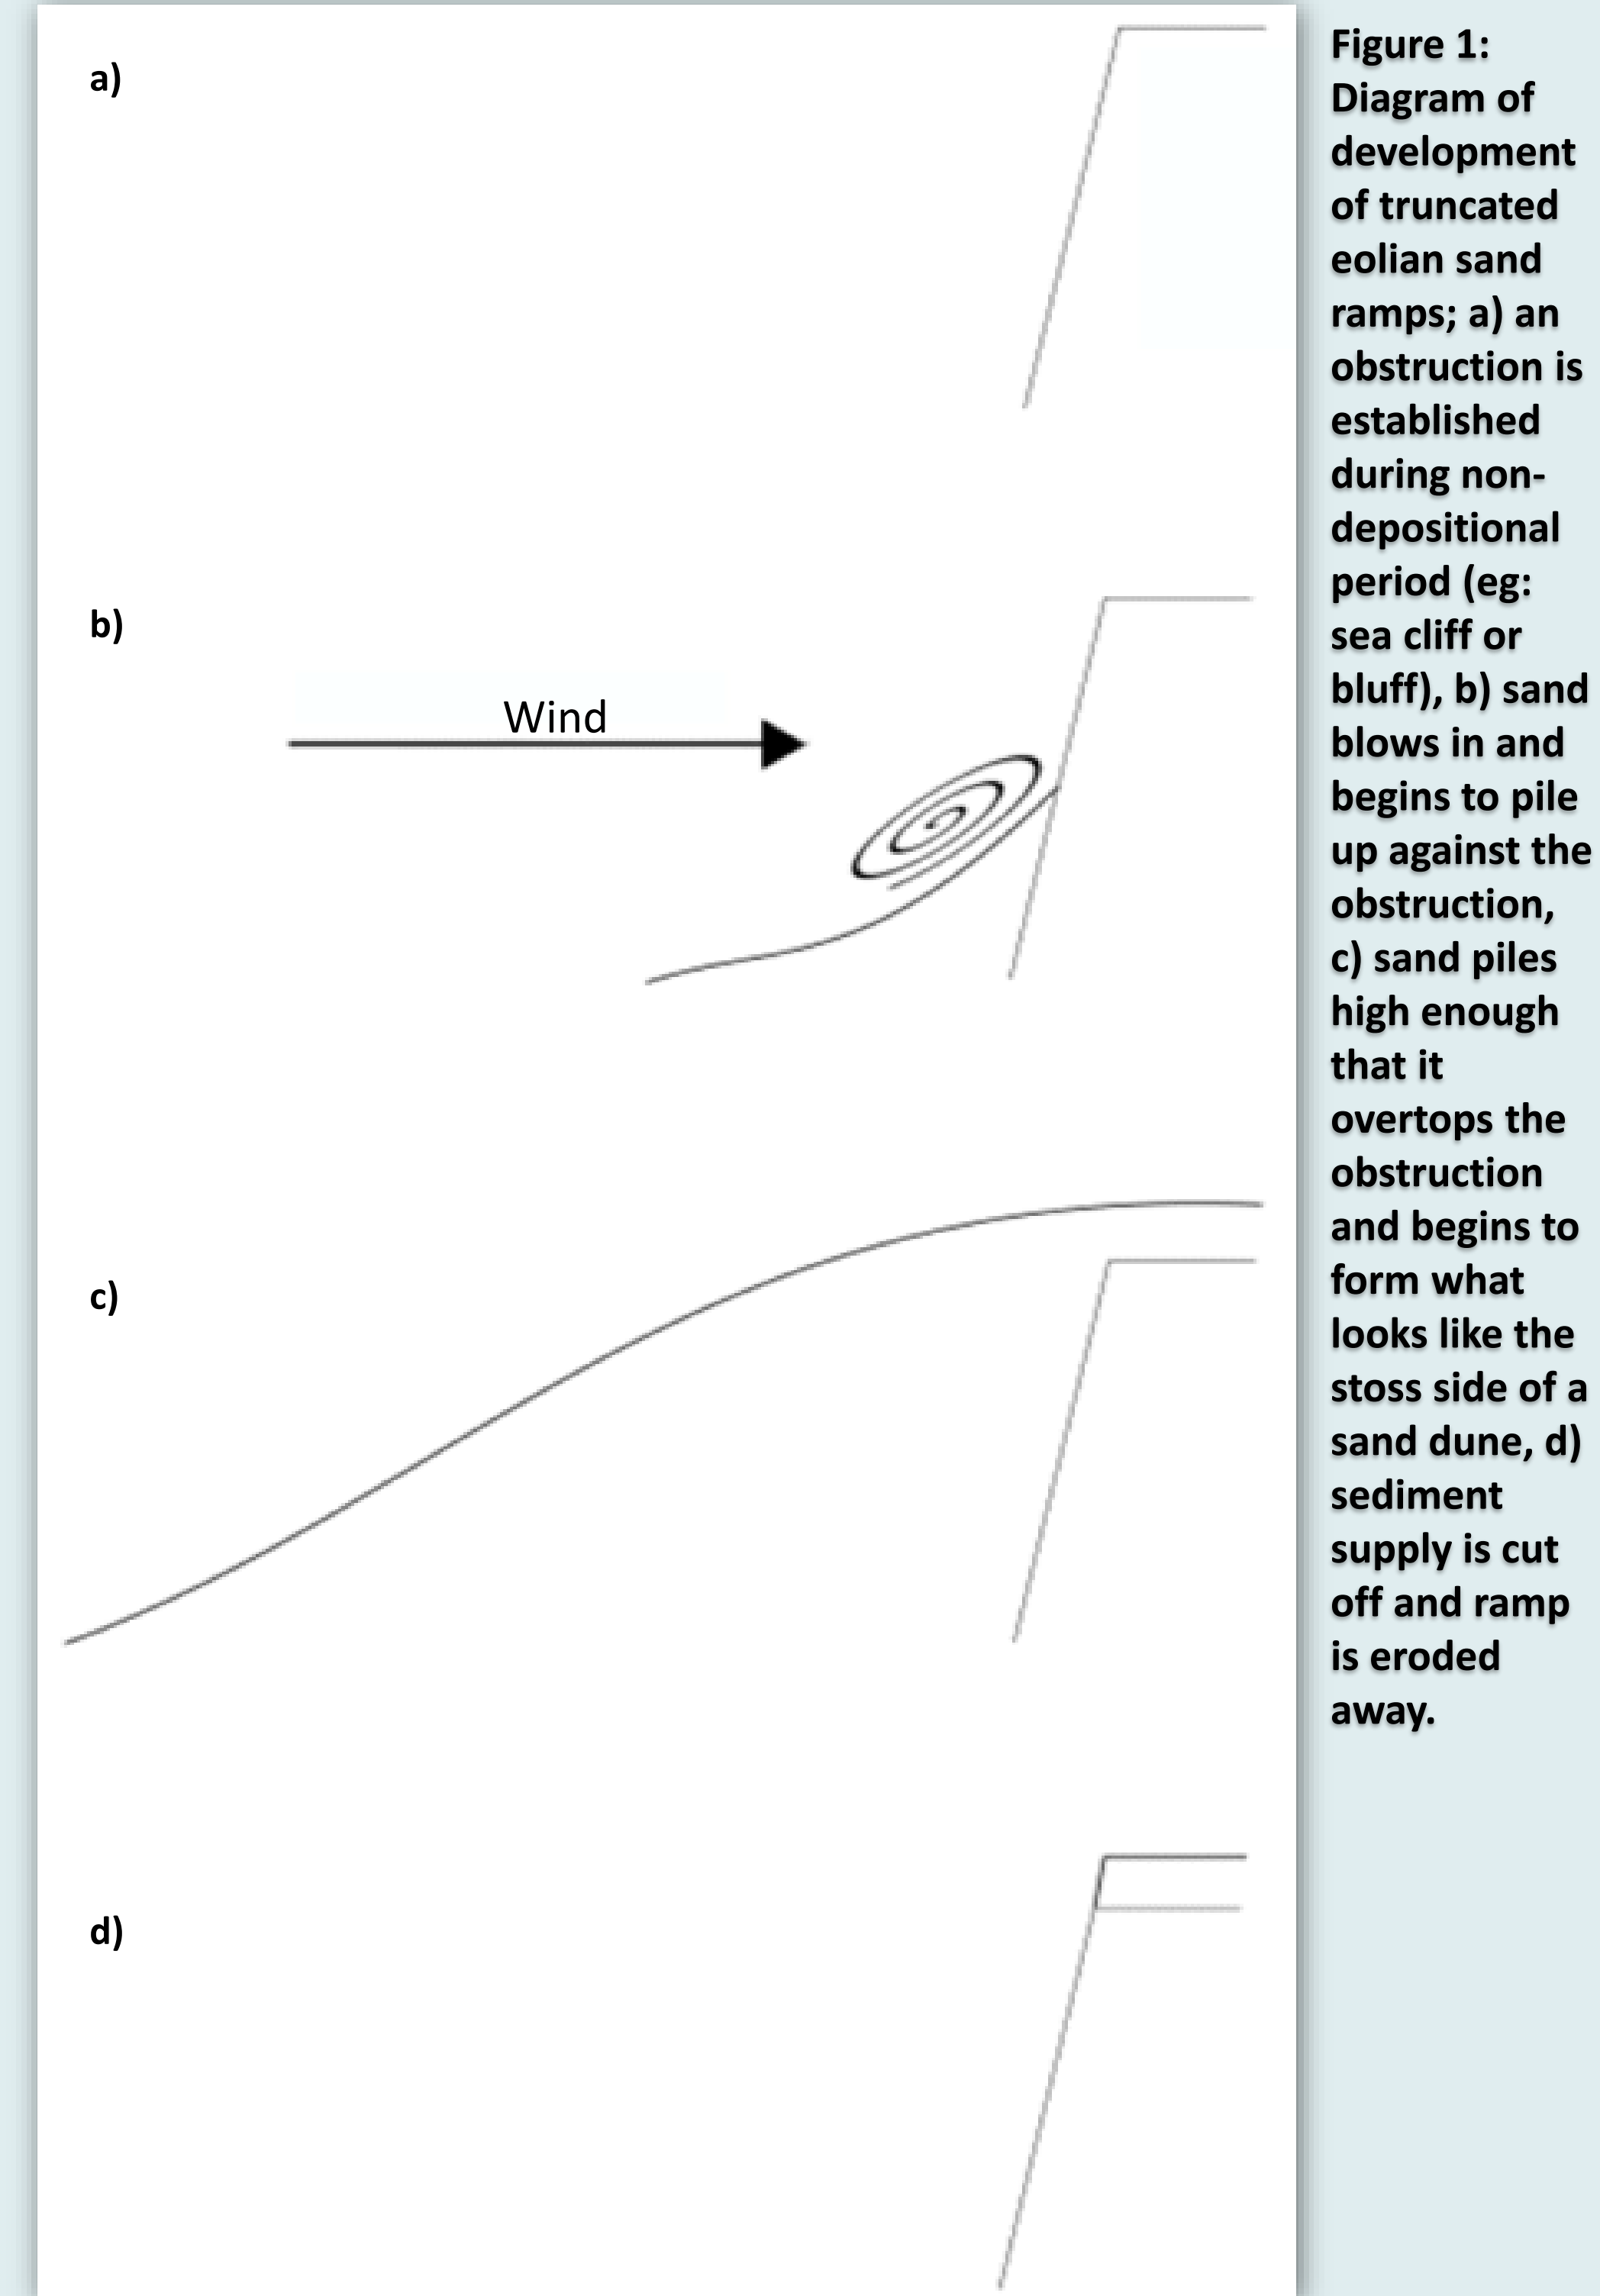 a)
b)
Wind
c)
d)
Figure 1:
Diagram of
development
of truncated
eolian sand
ramps; a) an
obstruction is
established
during non-
depositional
period (eg:
sea cliff or
bluff), b) sand
blows in and
begins to pile
up against the
obstruction,
c) sand piles
high enough
that it
overtops the
obstruction
and begins to
form what
looks like the
stoss side of a
sand dune, d)
sediment
supply is cut
off and ramp
is eroded
away.